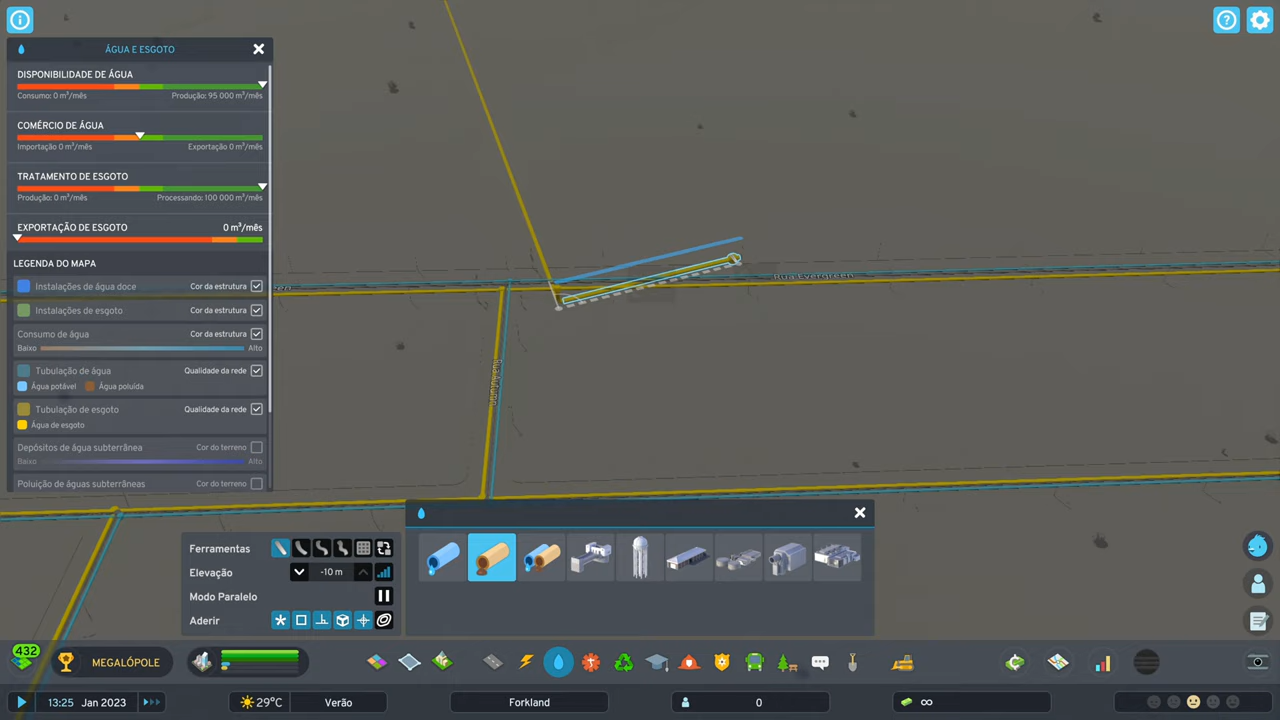 ÁGUA E ESGOTO
DISPONIBILIDADE DE ÁGUA
Consumo: 0 m³/mês
Produção: 95 000 m³/mês
COMÉRCIO DE ÁGUA
Importação 0 m³/mês
Exportação 0 m³/mês
TRATAMENTO DE ESGOTO
Produção: 0 m³/mês
Processando: 100 000 m³/mês
EXPORTAÇÃO DE ESGOTO
0 m³/mês
LEGENDA DO MAPA
Instalações de água doce
Cor da estrutura
Instalações de esgoto
Cor da estrutura
Consumo de água
Cor da estrutura
Baixo
Alto
Tubulação de água
Qualidade da rede
Água potável
Água poluída
Tubulação de esgoto
Qualidade da rede
Água de esgoto
Depósitos de água subterrânea
Cor do terreno
Baixo
Alto
Poluição de águas subterrâneas
Cor do terreno
Rua Evergreen
Rua Autumn
Ferramentas
Elevação
-10 m
Modo Paralelo
Aderir
432
MEGALÓPOLE
13:25 Jan 2023
29°C
Verão
Forkland
0
∞